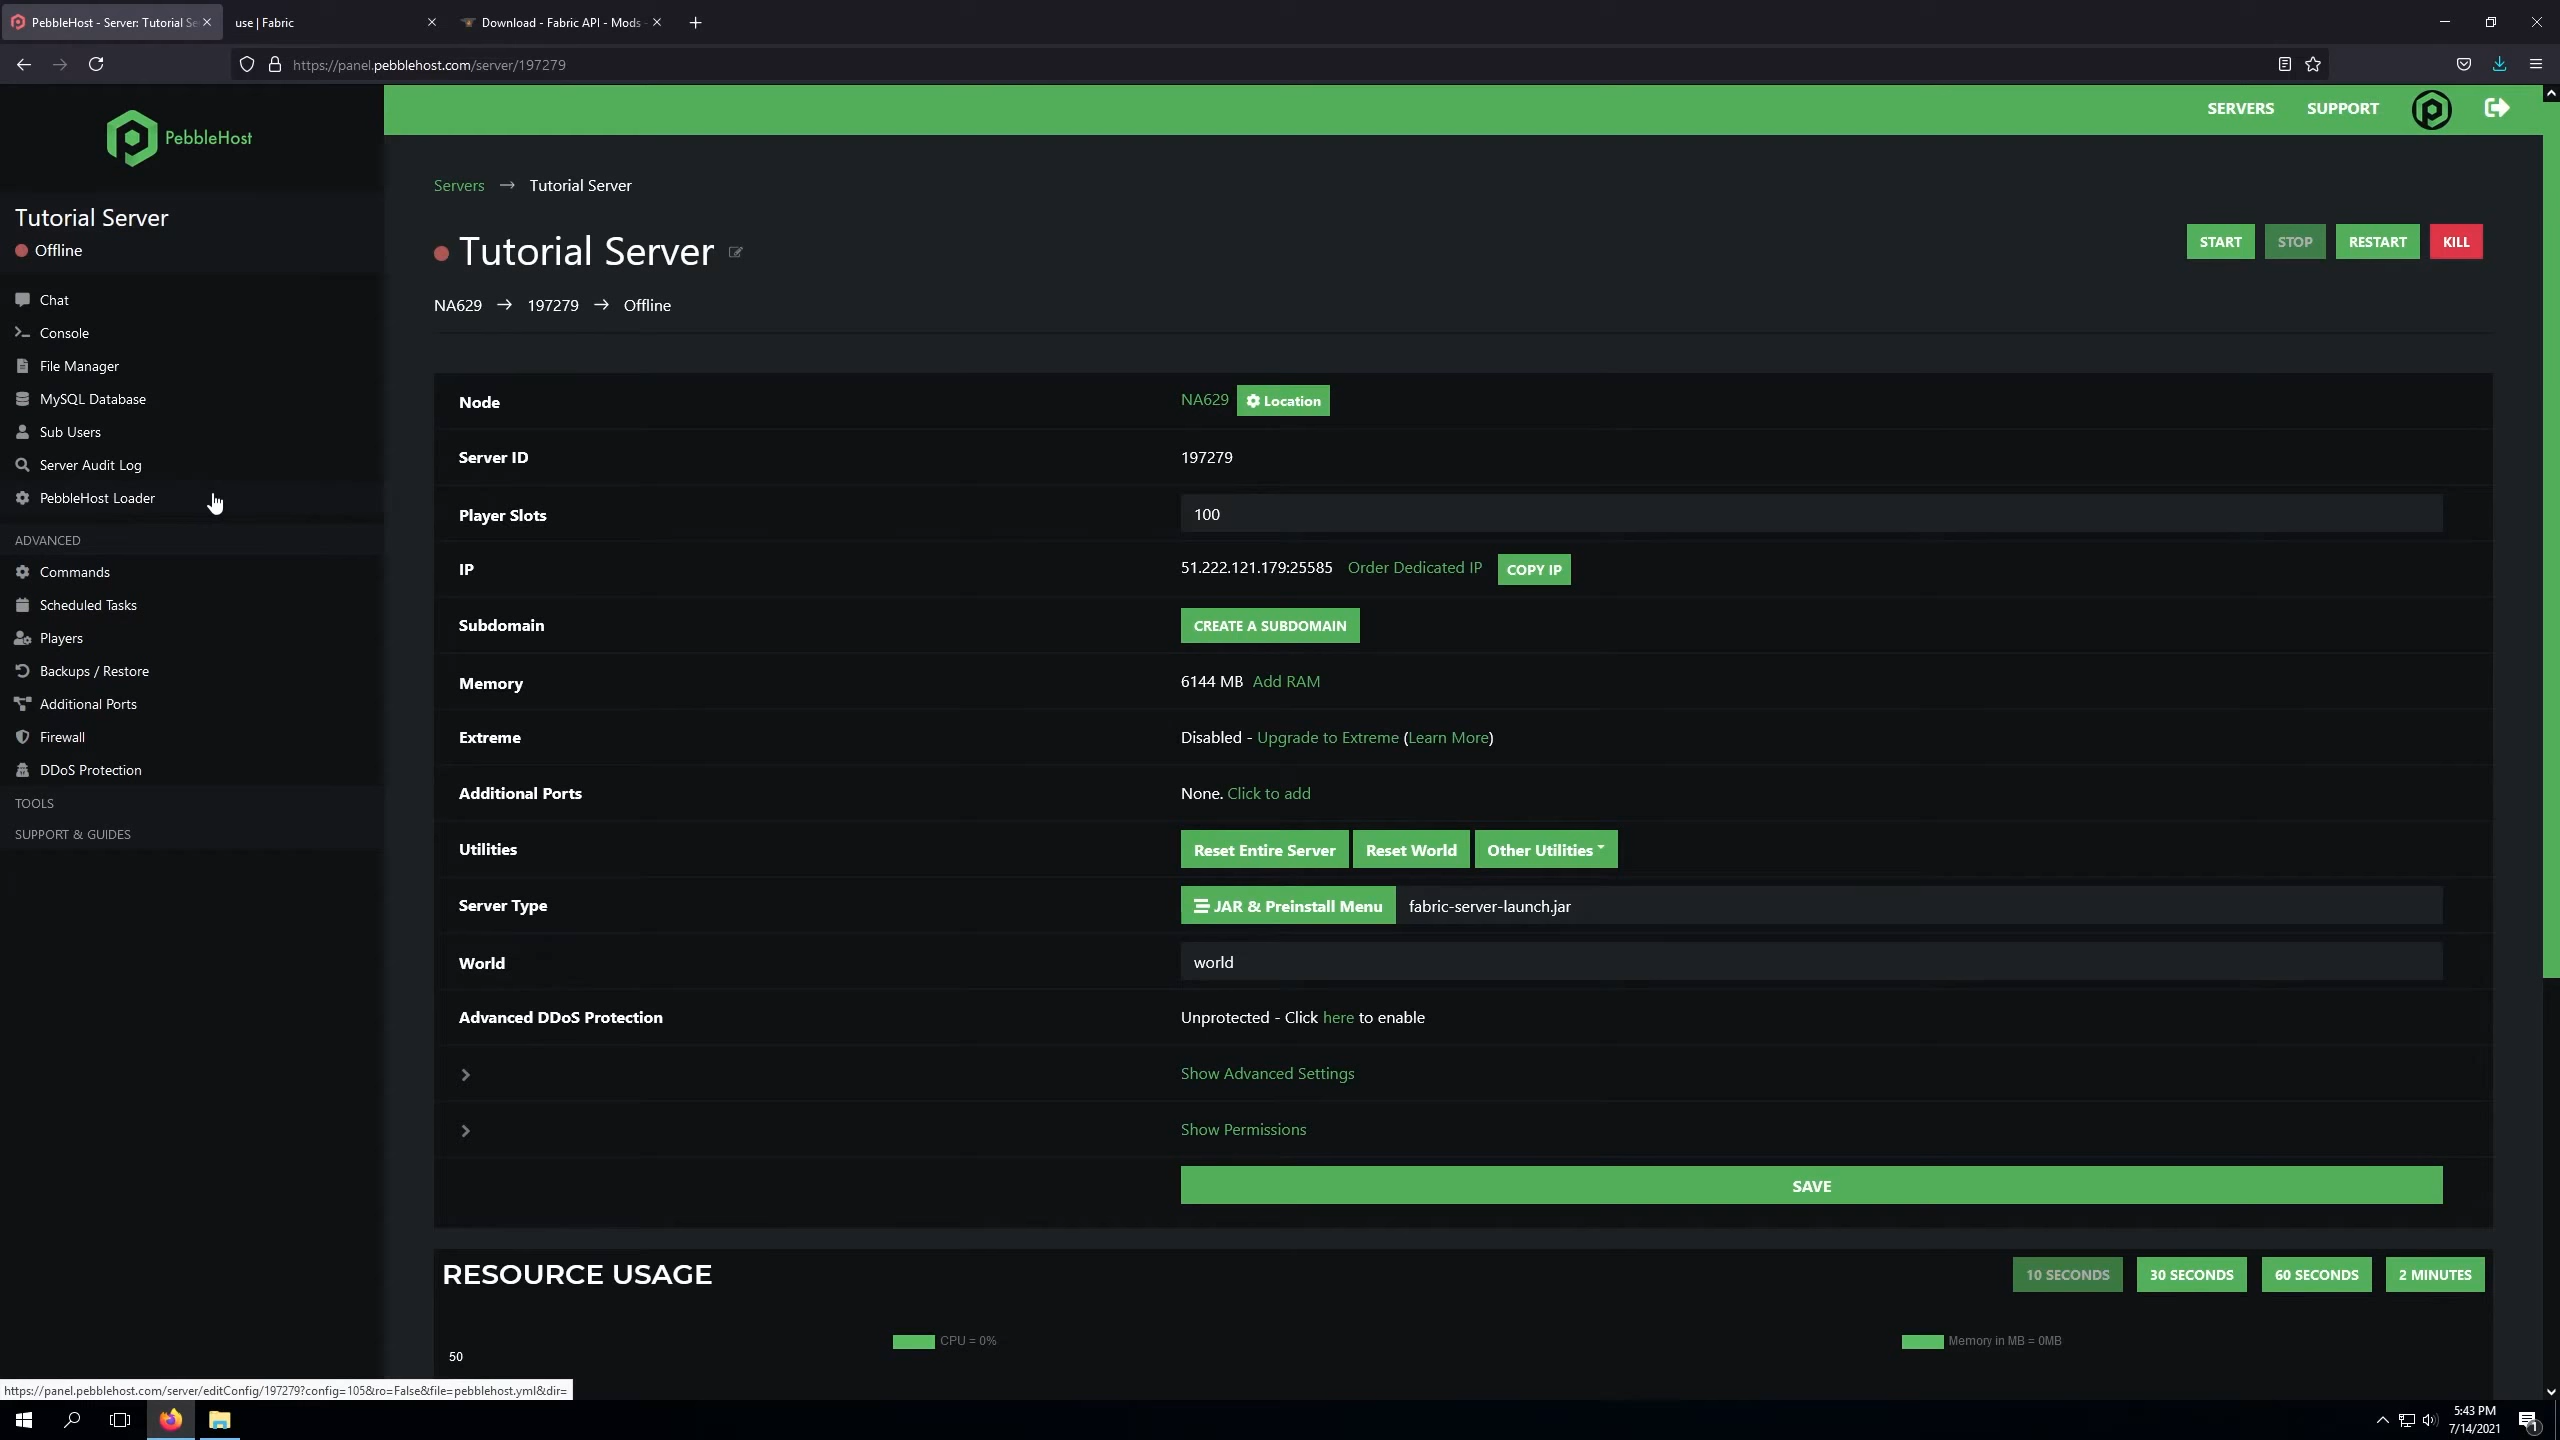 PebbleHost - Server: Tutorial Se
use | Fabric
Download - Fabric API - Mods -
https://panel.pebblehost.com/server/197279
PebbleHost
SERVERS
SUPPORT
Tutorial Server
Offline
Chat
Console
File Manager
MySQL Database
Sub Users
Server Audit Log
PebbleHost Loader
ADVANCED
Commands
Scheduled Tasks
Players
Backups / Restore
Additional Ports
Firewall
DDoS Protection
TOOLS
SUPPORT & GUIDES
Servers → Tutorial Server
Tutorial Server
START
STOP
RESTART
KILL
NA629 → 197279 → Offline
Node
NA629 Location
Server ID
197279
Player Slots
100
IP
51.222.121.179:25585 Order Dedicated IP COPY IP
Subdomain
CREATE A SUBDOMAIN
Memory
6144 MB Add RAM
Extreme
Disabled - Upgrade to Extreme (Learn More)
Additional Ports
None. Click to add
Utilities
Reset Entire Server
Reset World
Other Utilities
Server Type
JAR & Preinstall Menu
fabric-server-launch.jar
World
world
Advanced DDoS Protection
Unprotected - Click here to enable
Show Advanced Settings
Show Permissions
SAVE
RESOURCE USAGE
10 SECONDS
30 SECONDS
60 SECONDS
2 MINUTES
CPU = 0%
Memory in MB = 0MB
50
https://panel.pebblehost.com/server/editConfig/197279?config=105&ro=False&file=pebblehost.yml&dir=
5:43 PM
7/14/2021
1